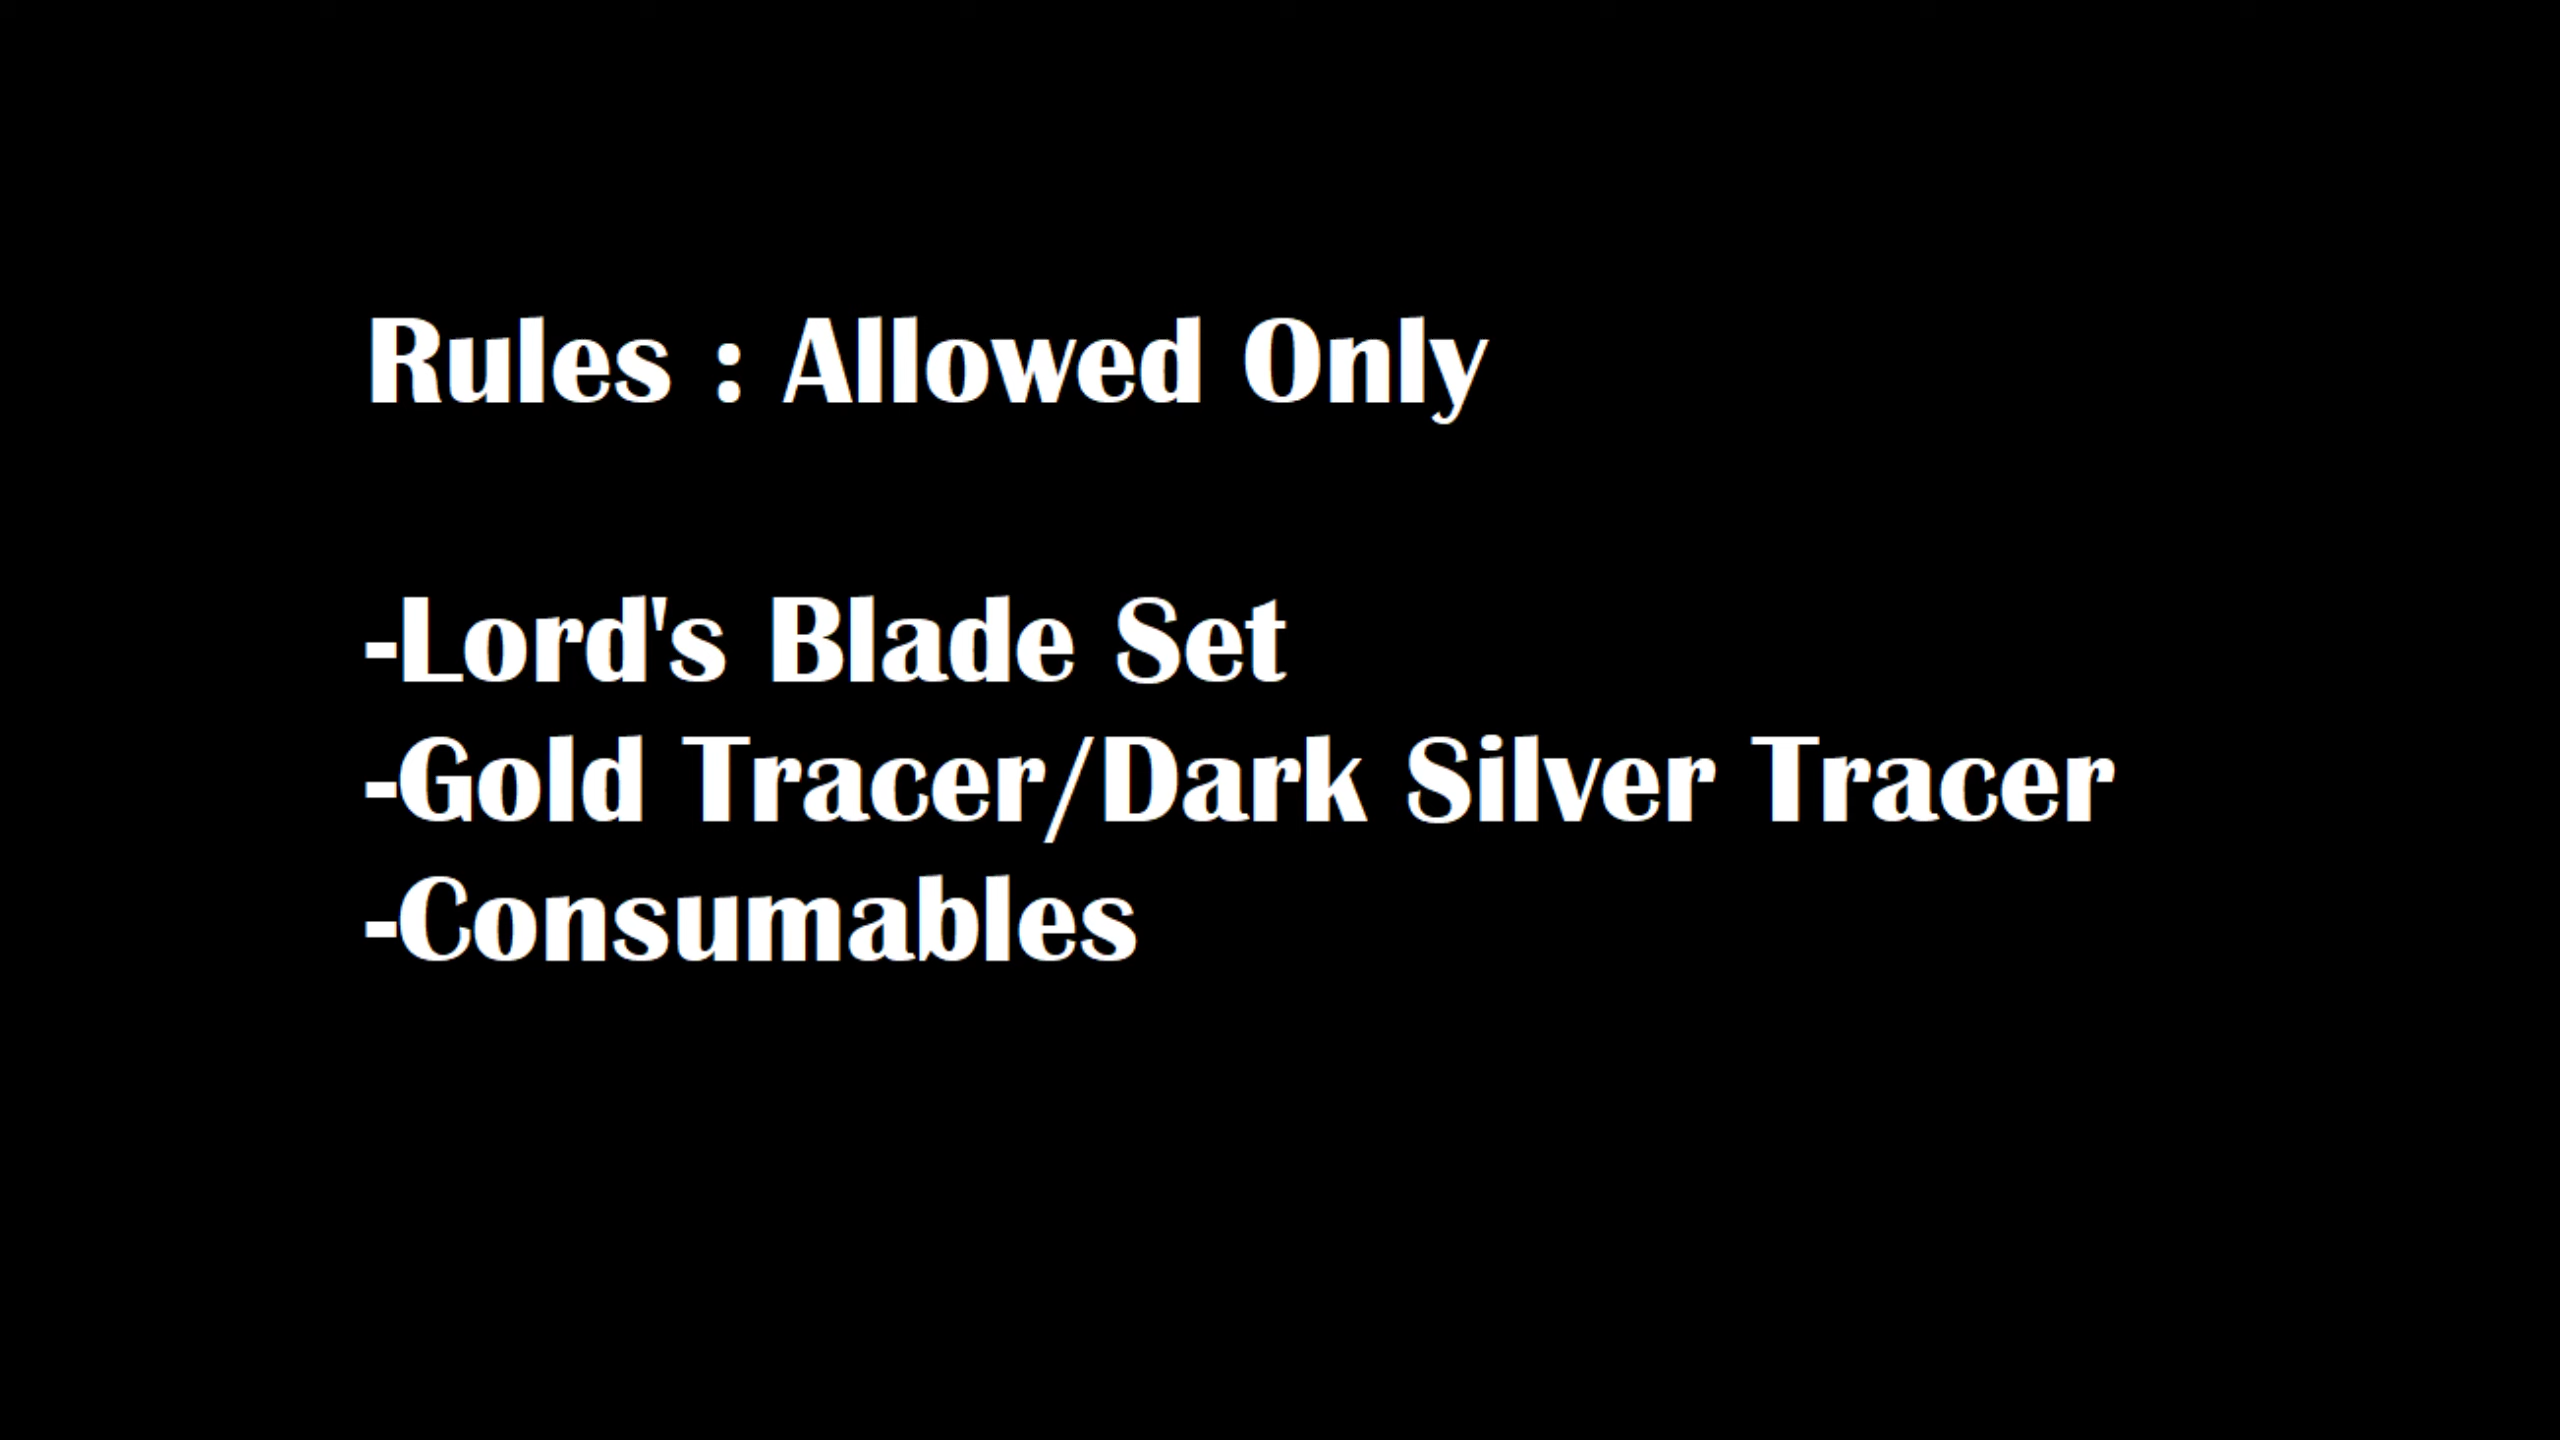 Rules : Allowed Only
-Lord's Blade Set
-Gold Tracer/Dark Silver Tracer
-Consumables